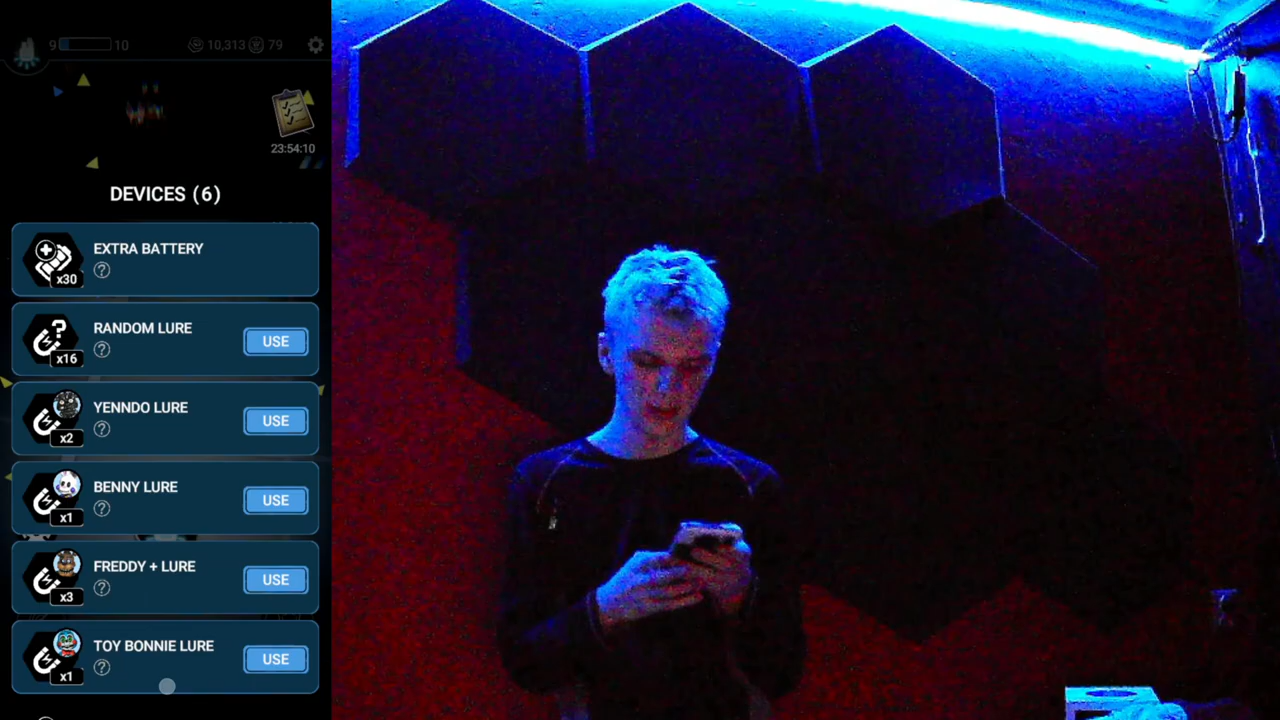 9 10 10,313 79
23:54:10
DEVICES (6)
EXTRA BATTERY
?
x30
RANDOM LURE
?
x16
USE
YENNDO LURE
?
x2
USE
BENNY LURE
?
x1
USE
FREDDY + LURE
?
x3
USE
TOY BONNIE LURE
?
x1
USE